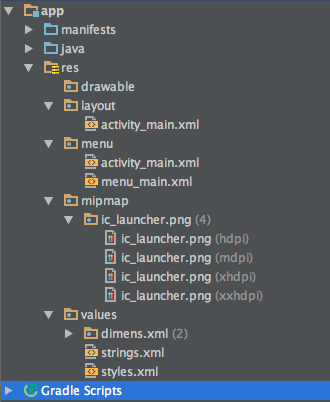 app
manifests
java
res
drawable
layout
activity_main.xml
menu
activity_main.xml
menu_main.xml
mipmap
ic_launcher.png (4)
ic_launcher.png (hdpi)
ic_launcher.png (mdpi)
ic_launcher.png (xhdpi)
ic_launcher.png (xxhdpi)
values
dimens.xml (2)
strings.xml
styles.xml
Gradle Scripts